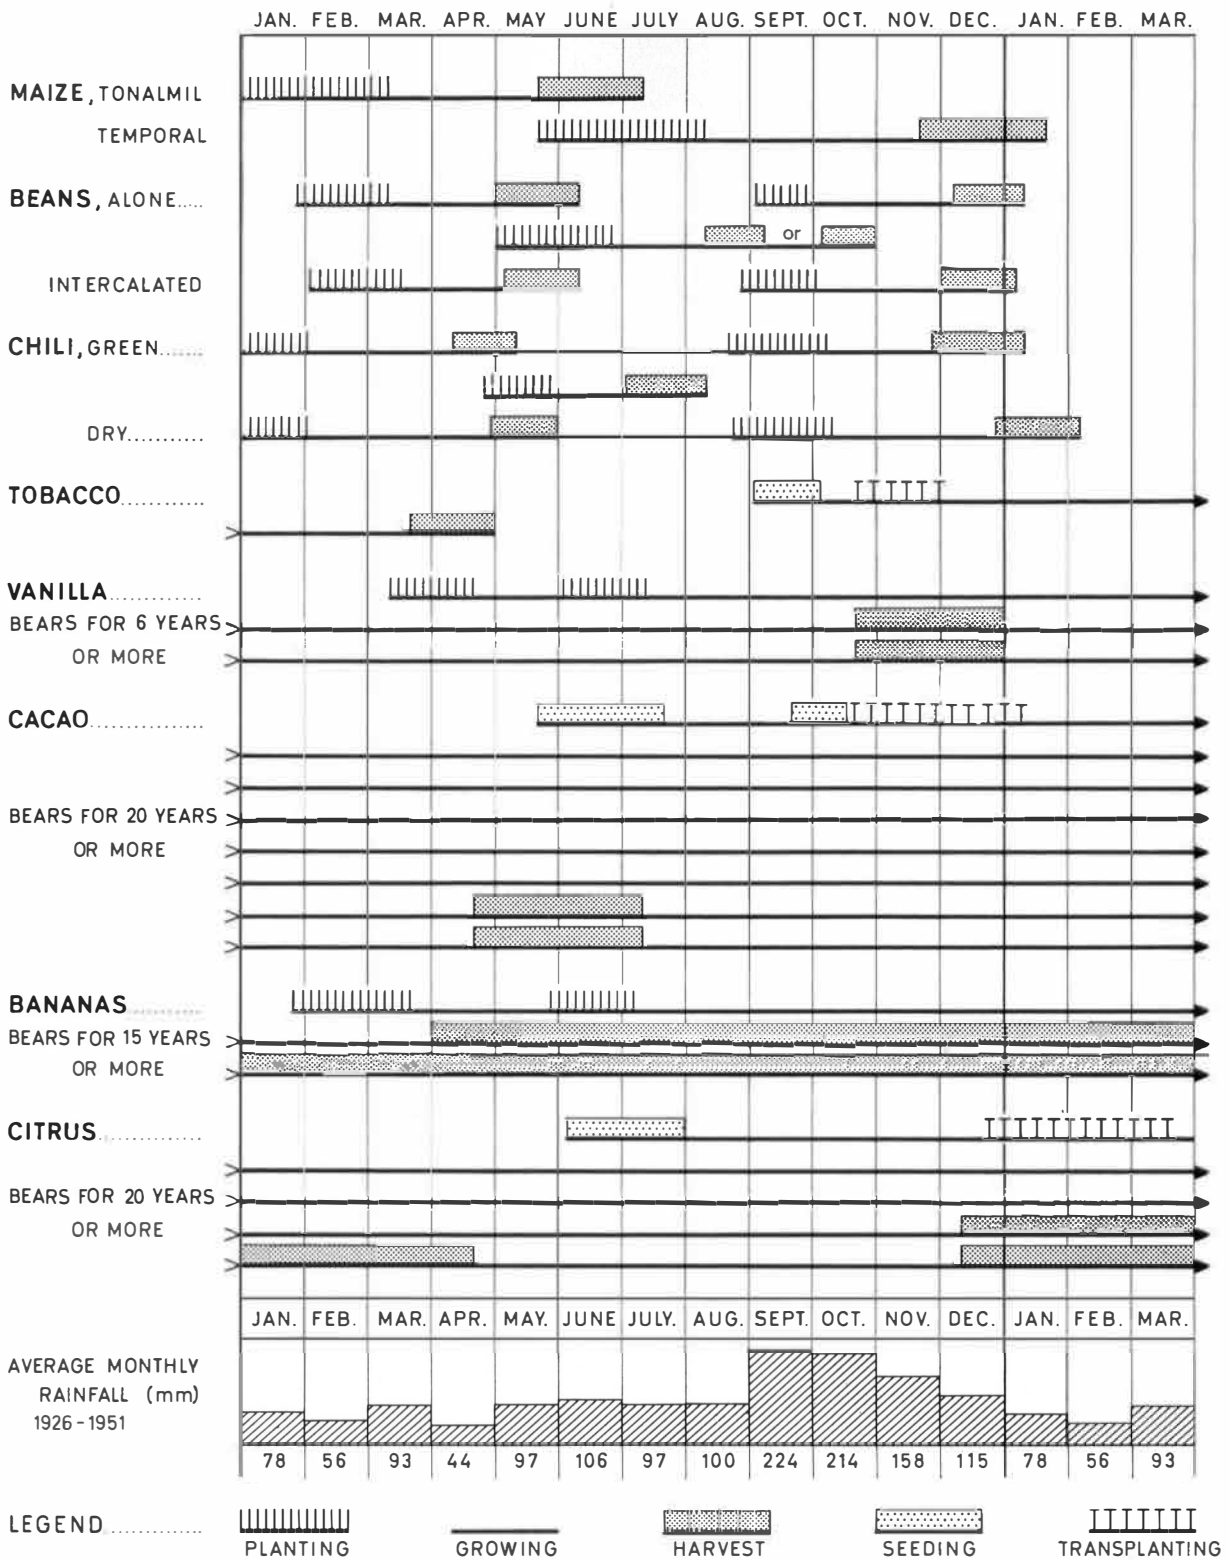 JAN. FEB. MAR. APR. MAY JUNE JULY AUG. SEPT. OCT. NOV. DEC. JAN. FEB. MAR.
MAIZE, TONALMIL
TEMPORAL
BEANS, ALONE.....
or
INTERCALATED
CHILI, GREEN.......
DRY...........
TOBACCO............
VANILLA.............
BEARS FOR 6 YEARS
OR MORE
CACAO................
BEARS FOR 20 YEARS
OR MORE
BANANAS..........
BEARS FOR 15 YEARS
OR MORE
CITRUS..............
BEARS FOR 20 YEARS
OR MORE
JAN. FEB. MAR. APR. MAY. JUNE JULY. AUG. SEPT. OCT. NOV. DEC. JAN. FEB. MAR.
AVERAGE MONTHLY
RAINFALL (mm)
1926-1951
78 56 93 44 97 106 97 100 224 214 158 115 78 56 93
LEGEND.............
PLANTING GROWING HARVEST SEEDING TRANSPLANTING